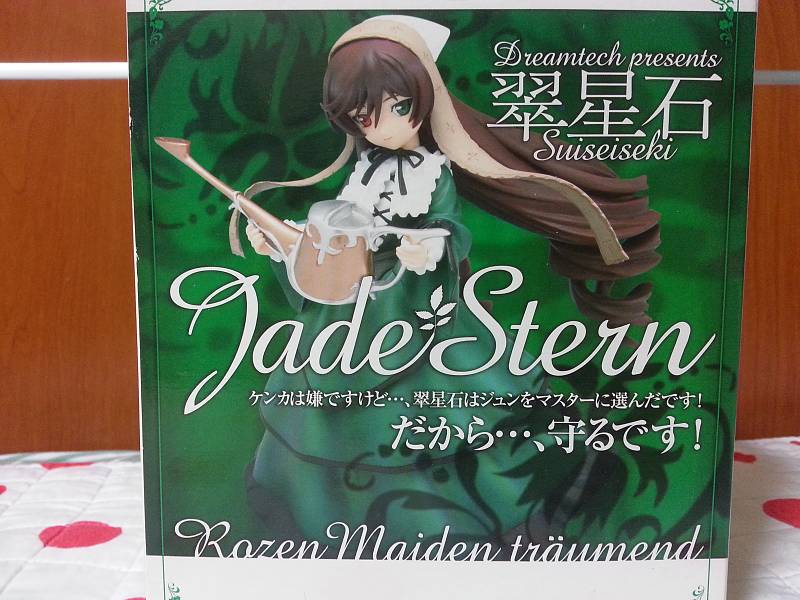 Dreamtech presents
翠星石
Suiseiseki
Jade Stern
ケンカは嫌ですけど…、翠星石はジュンをマスターに選んだです!
だから…、守るです!
Rozen Maiden träumend